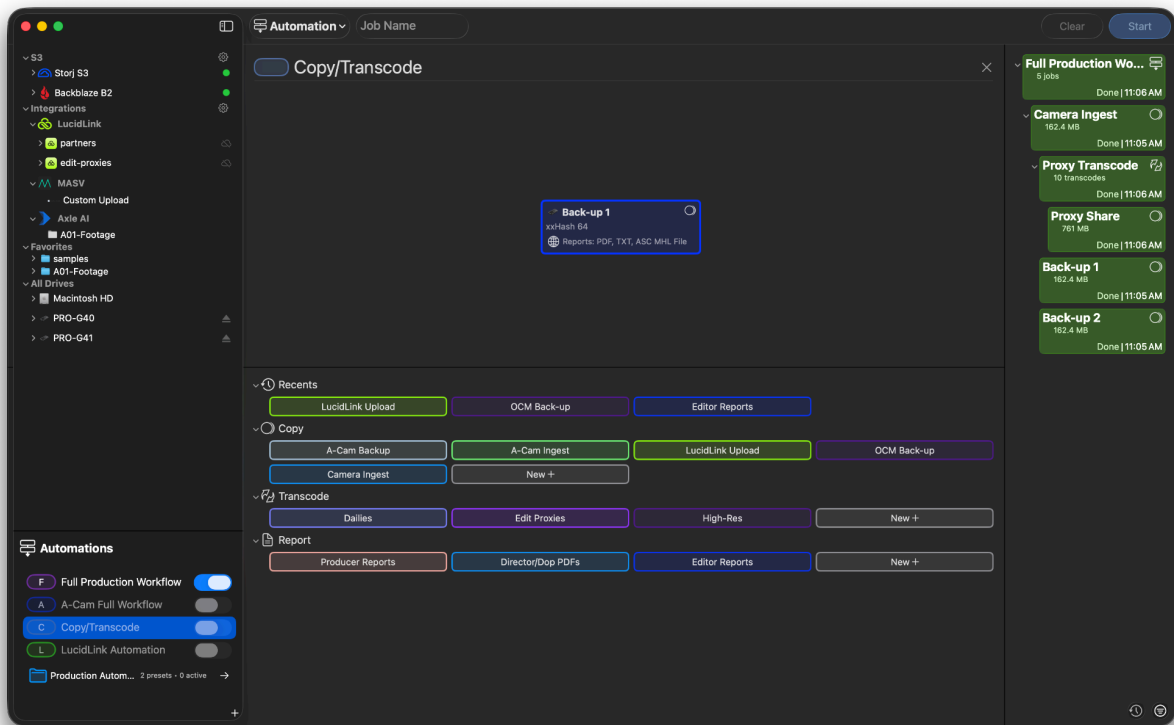 Automation
Job Name
Clear
Start
S3
Storj S3
Backblaze B2
Integrations
LucidLink
partners
edit-proxies
MASV
Custom Upload
Axle AI
A01-Footage
Favorites
samples
A01-Footage
All Drives
Macintosh HD
PRO-G40
PRO-G41
Automations
F Full Production Workflow
A A-Cam Full Workflow
C Copy/Transcode
L LucidLink Automation
Production Autom... 2 presets - 0 active →
+
Copy/Transcode
Back-up 1
xxHash 64
Reports: PDF, TXT, ASC MHL File
Recents
LucidLink Upload OCM Back-up Editor Reports
Copy
A-Cam Backup A-Cam Ingest LucidLink Upload OCM Back-up
Camera Ingest New +
Transcode
Dailies Edit Proxies High-Res New +
Report
Producer Reports Director/Dop PDFs Editor Reports New +
Full Production Wo...
5 jobs
Done | 11:06 AM
Camera Ingest
162.4 MB
Done | 11:05 AM
Proxy Transcode
10 transcodes
Done | 11:06 AM
Proxy Share
761 MB
Done | 11:06 AM
Back-up 1
162.4 MB
Done | 11:05 AM
Back-up 2
162.4 MB
Done | 11:05 AM